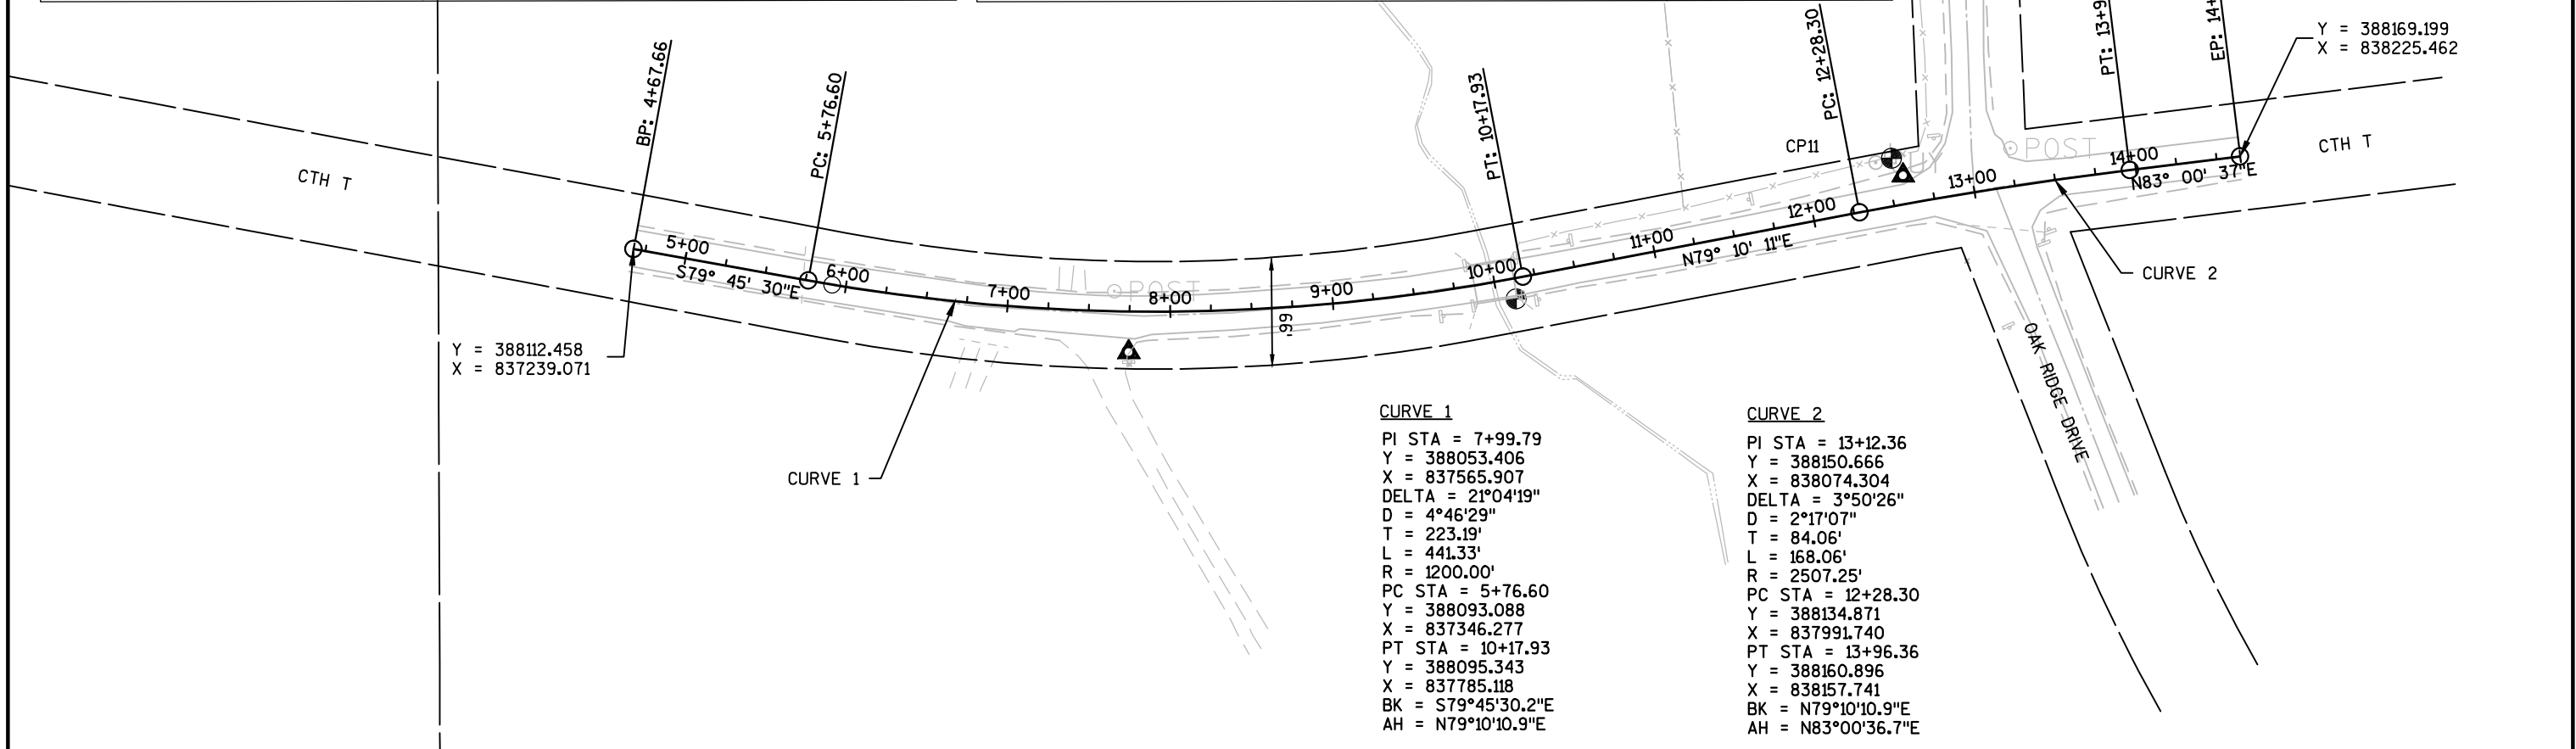 BP: 4+67.66
PC: 5+76.60
PT: 10+17.93
PC: 12+28.30
PT: 13+9
EP: 14+
Y = 388169.199
X = 838225.462
CTH T
CTH T
CP11
POST
POST
5+00
6+00
7+00
8+00
9+00
10+00
11+00
12+00
13+00
14+00
S79° 45' 30"E
N79° 10' 11"E
N83° 00' 37"E
66'
Y = 388112.458
X = 837239.071
CURVE 1
CURVE 2
OAK RIDGE DRIVE
CURVE 1
PI STA = 7+99.79
Y = 388053.406
X = 837565.907
DELTA = 21°04'19"
D = 4°46'29"
T = 223.19'
L = 441.33'
R = 1200.00'
PC STA = 5+76.60
Y = 388093.088
X = 837346.277
PT STA = 10+17.93
Y = 388095.343
X = 837785.118
BK = S79°45'30.2"E
AH = N79°10'10.9"E
CURVE 2
PI STA = 13+12.36
Y = 388150.666
X = 838074.304
DELTA = 3°50'26"
D = 2°17'07"
T = 84.06'
L = 168.06'
R = 2507.25'
PC STA = 12+28.30
Y = 388134.871
X = 837991.740
PT STA = 13+96.36
Y = 388160.896
X = 838157.741
BK = N79°10'10.9"E
AH = N83°00'36.7"E